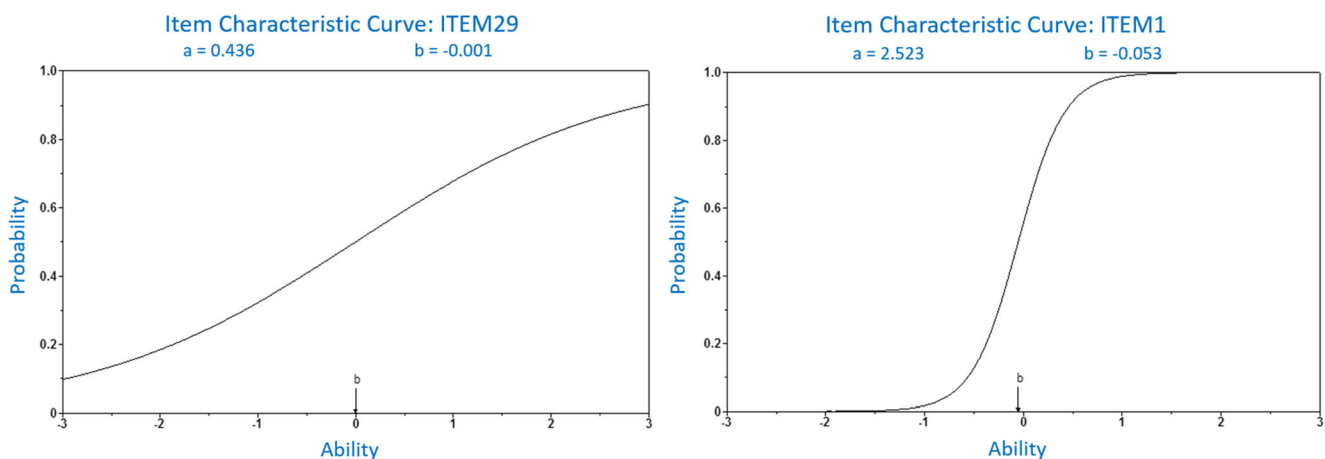 Item Characteristic Curve: ITEM29
a = 0.436 b = -0.001
Probability
1.0
0.8
0.6
0.4
0.2
0
b
-3 -2 -1 0 1 2 3
Ability
Item Characteristic Curve: ITEM1
a = 2.523 b = -0.053
Probability
1.0
0.8
0.6
0.4
0.2
0
b
-3 -2 -1 0 1 2 3
Ability